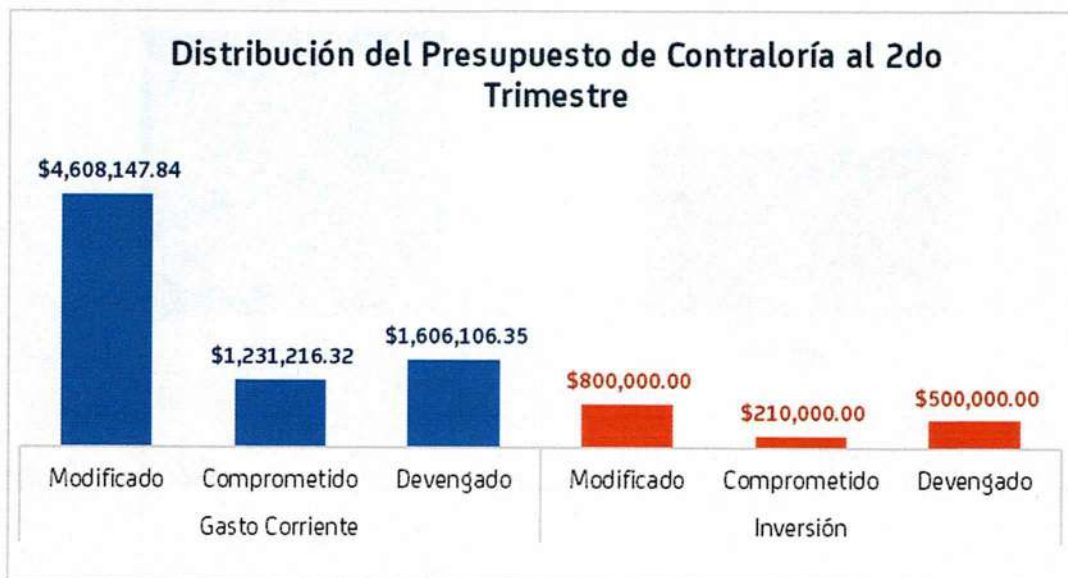 Distribución del Presupuesto de Contraloría al 2do
Trimestre
$4,608,147.84
$1,231,216.32
$1,606,106.35
$800,000.00
$210,000.00
$500,000.00
Modificado
Comprometido
Devengado
Modificado
Comprometido
Devengado
Gasto Corriente
Inversión